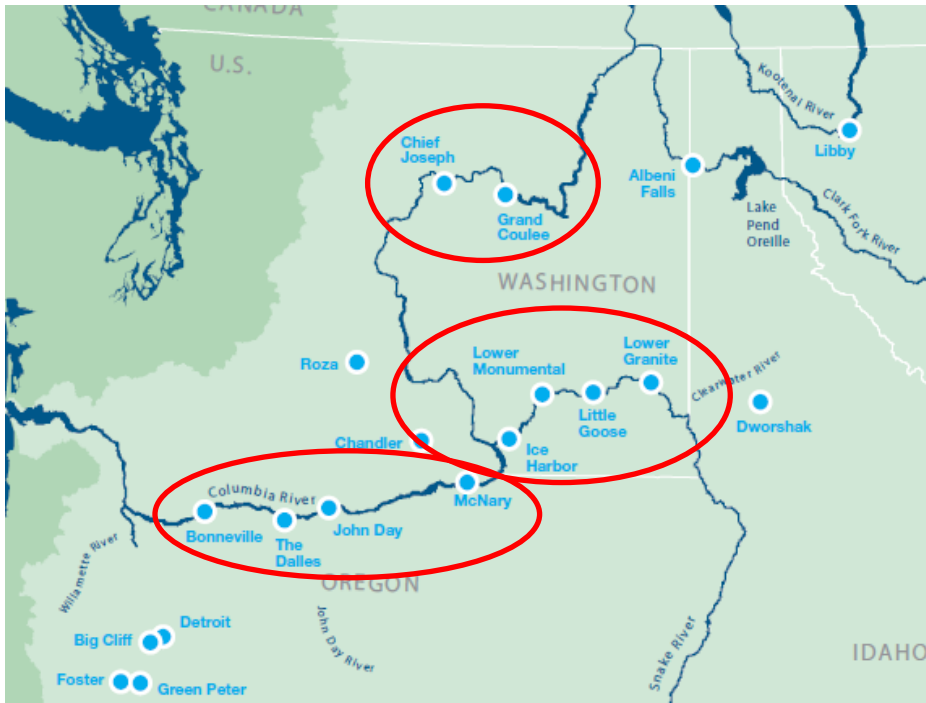 CANADA
U.S.
Kootenai River
Chief
Joseph
Libby
Albeni
Falls
Grand
Coulee
Lake
Pend
Oreille
Clark Fork River
WASHINGTON
Lower
Monumental
Lower
Granite
Roza
Clearwater River
Little
Goose
Dworshak
Chandler
Ice
Harbor
Columbia River
McNary
Bonneville
The
Dalles
John Day
Willamette River
OREGON
John Day River
Snake River
Detroit
Big Cliff
IDAHO
Foster
Green Peter